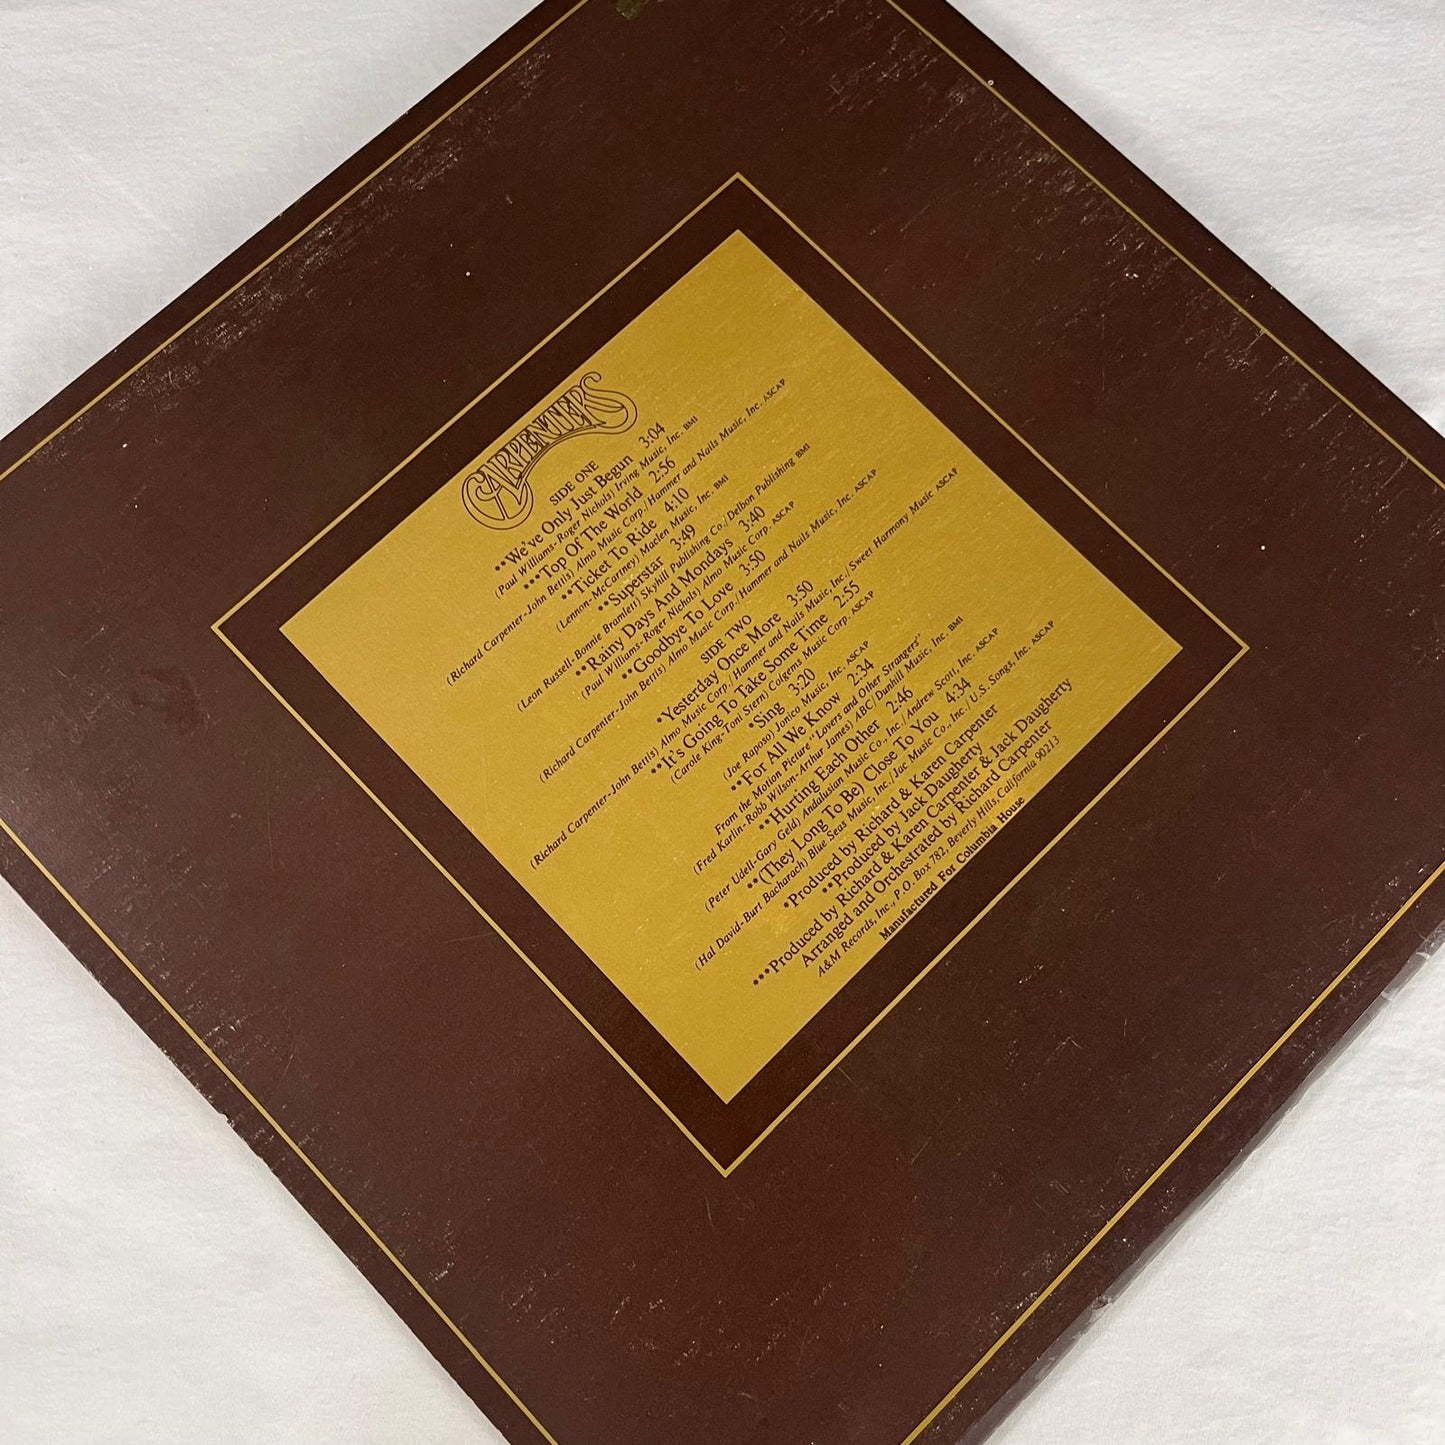 CARPENTERS
SIDE ONE
**We've Only Just Begun 3:04
(Paul Williams-Roger Nichols) Irving Music, Inc. BMI
***Top Of The World 2:56
(Richard Carpenter-John Bettis) Almo Music Corp./Hammer and Nails Music, Inc. ASCAP
**Ticket To Ride 4:10
(Lennon-McCartney) Maclen Music, Inc. BMI
**Superstar 3:49
(Leon Russell-Bonnie Bramlett) Skyhill Publishing Co./Delbon Publishing BMI
**Rainy Days And Mondays 3:40
(Paul Williams-Roger Nichols) Almo Music Corp. ASCAP
**Goodbye To Love 3:50
(Richard Carpenter-John Bettis) Almo Music Corp./Hammer and Nails Music, Inc. ASCAP
SIDE TWO
*Yesterday Once More 3:50
(Richard Carpenter-John Bettis) Almo Music Corp./Hammer and Nails Music, Inc./Sweet Harmony Music ASCAP
**It's Going To Take Some Time 2:55
(Carole King-Toni Stern) Colgems Music Corp. ASCAP
*Sing 3:20
(Joe Raposo) Jonico Music, Inc. ASCAP
**For All We Know 2:34
From the Motion Picture "Lovers and Other Strangers"
(Fred Karlin-Robb Wilson-Arthur James) ABC/Dunhill Music, Inc. BMI
**Hurting Each Other 2:46
(Peter Udell-Gary Geld) Andalusian Music Co., Inc./Andrew Scott, Inc. ASCAP
**(They Long To Be) Close To You 4:34
(Hal David-Burt Bacharach) Blue Seas Music, Inc./Jac Music Co., Inc./U.S. Songs, Inc. ASCAP
*Produced by Richard & Karen Carpenter
**Produced by Jack Daugherty
***Produced by Richard & Karen Carpenter & Jack Daugherty
Arranged and Orchestrated by Richard Carpenter
A&M Records, Inc., P.O. Box 782, Beverly Hills, California 90213
Manufactured For Columbia House